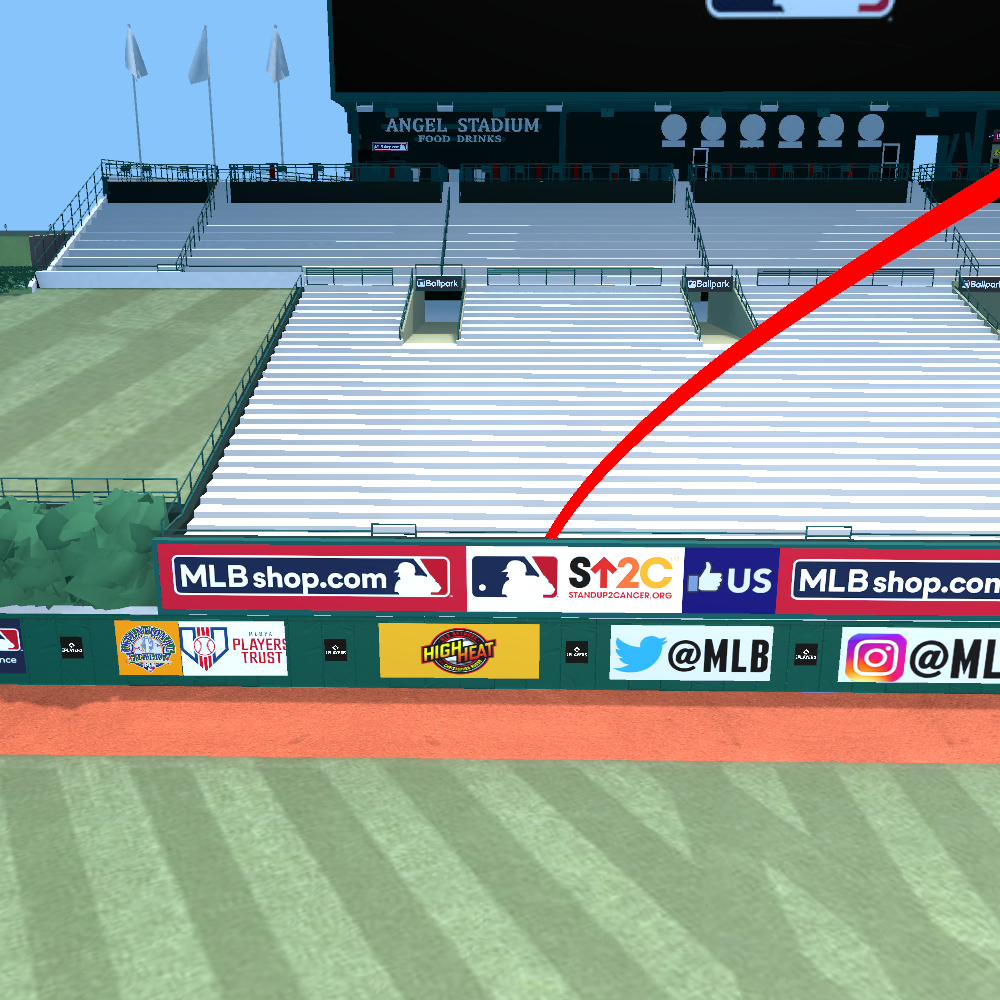 ANGEL STADIUM
FOOD DRINKS
Ballpark
Ballpark
Ballpark
MLBshop.com
S↑2C
STANDUP2CANCER.ORG
US
MLBshop.com
PLAYERS
TRUST
HIGH HEAT
@MLB
@ML